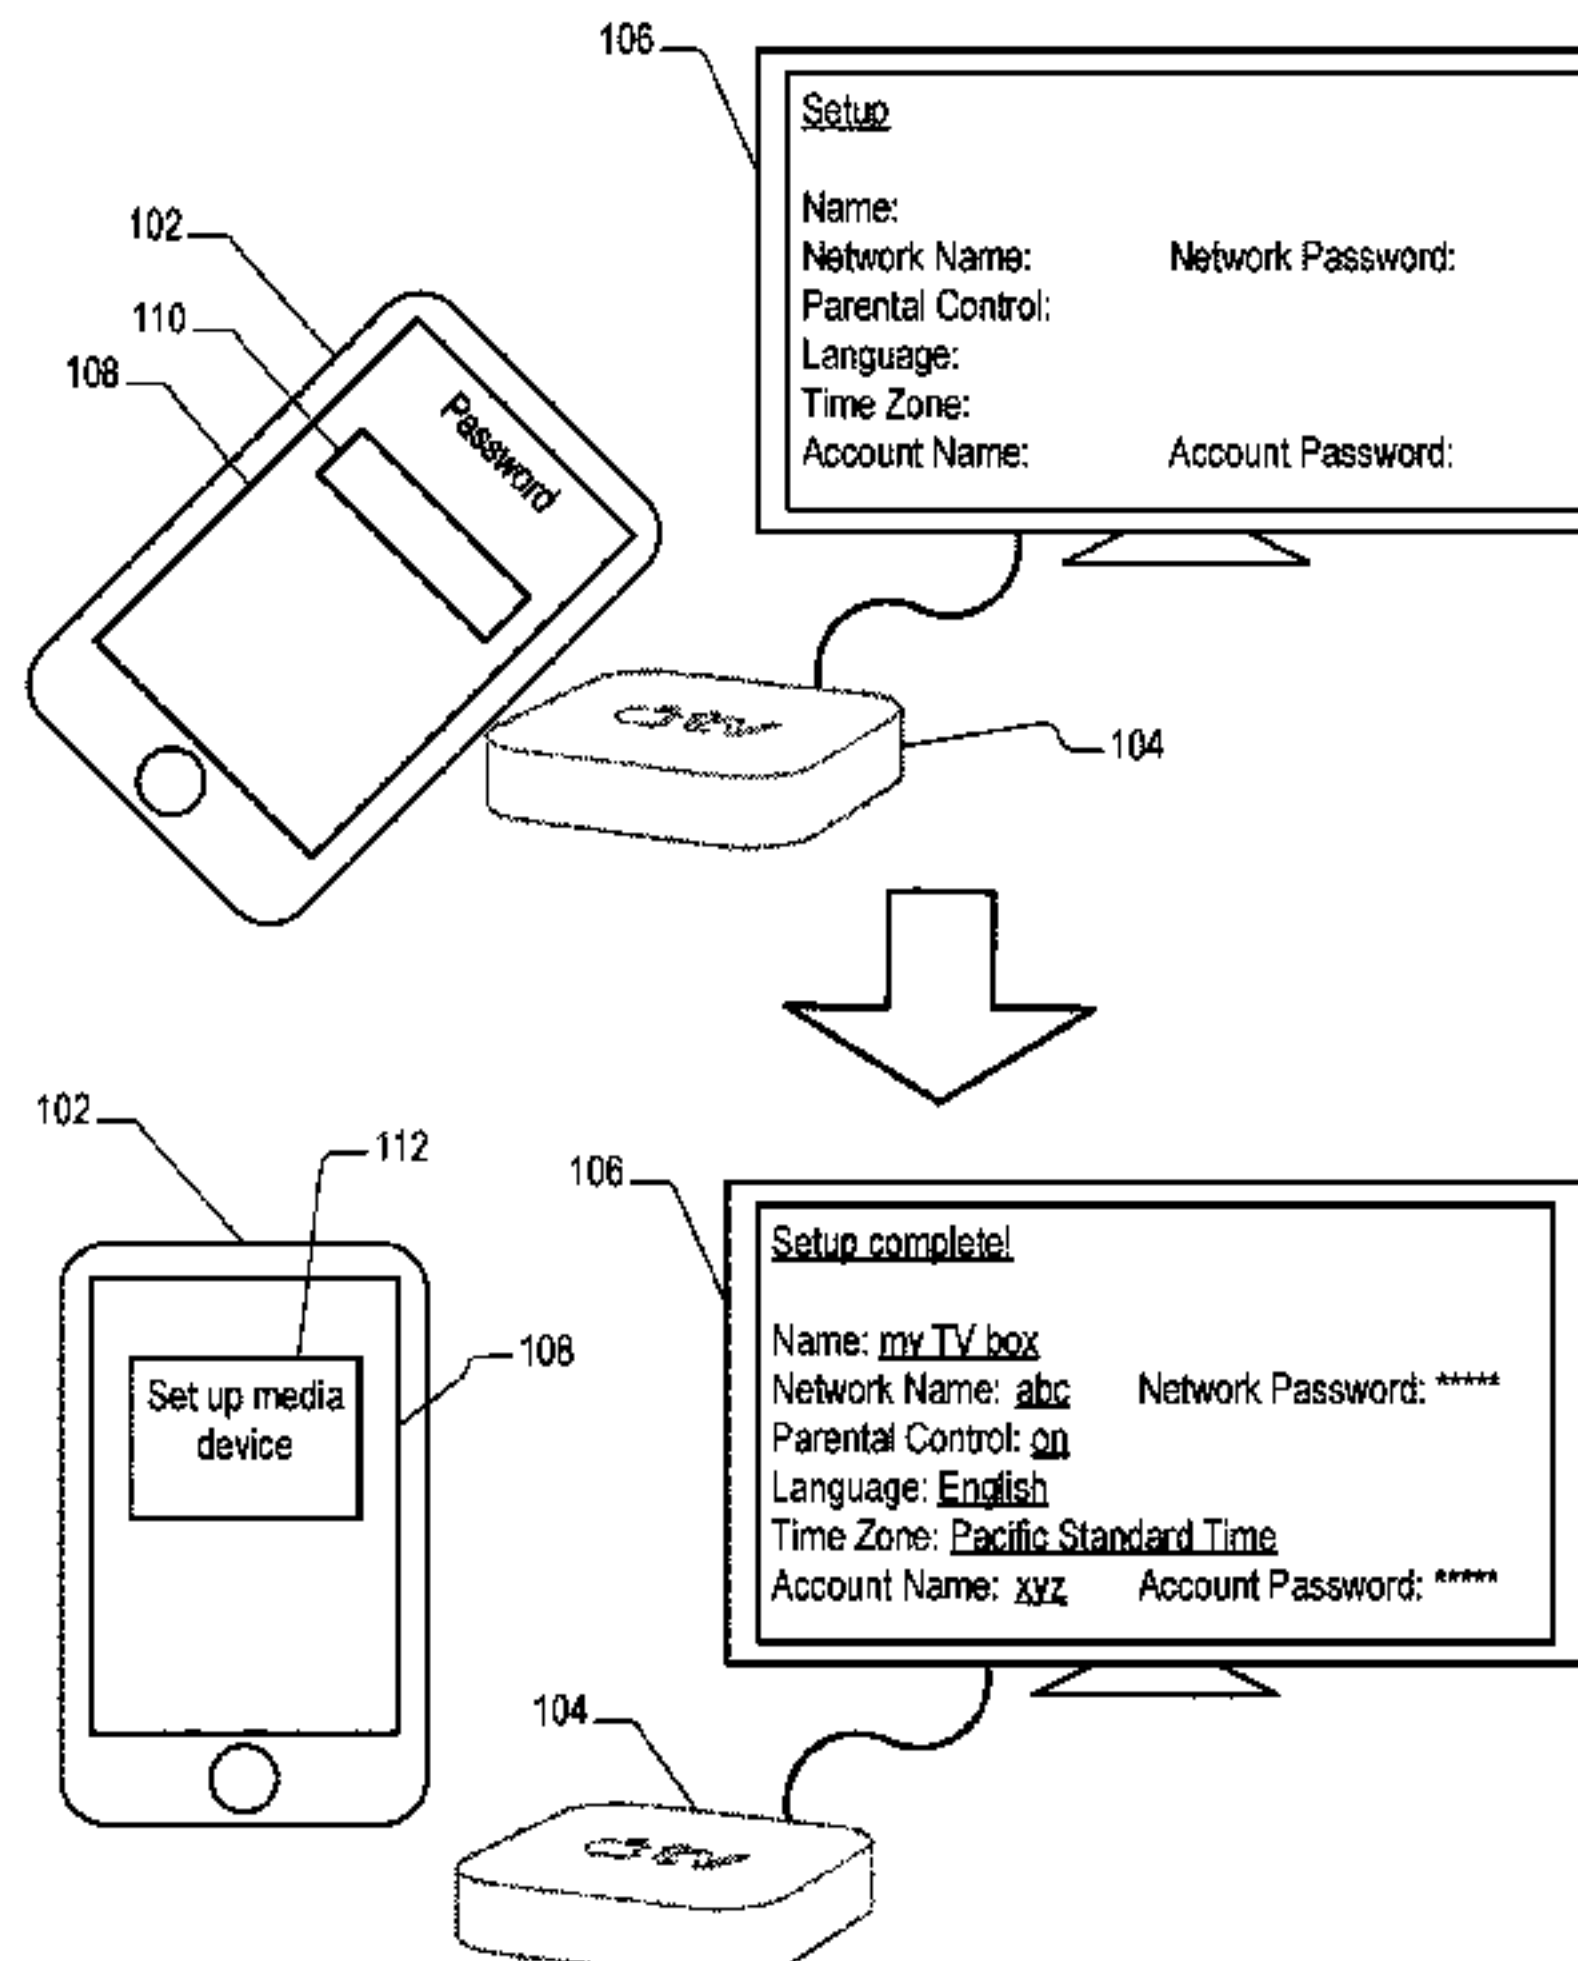 106
Setup
Name:
Network Name: Network Password:
Parental Control:
Language:
Time Zone:
Account Name: Account Password:
102
110
108
Password
104
102
112
106
Setup complete!
Name: my TV box
Network Name: abc Network Password: *****
Parental Control: on
Language: English
Time Zone: Pacific Standard Time
Account Name: xyz Account Password: *****
108
Set up media
device
104